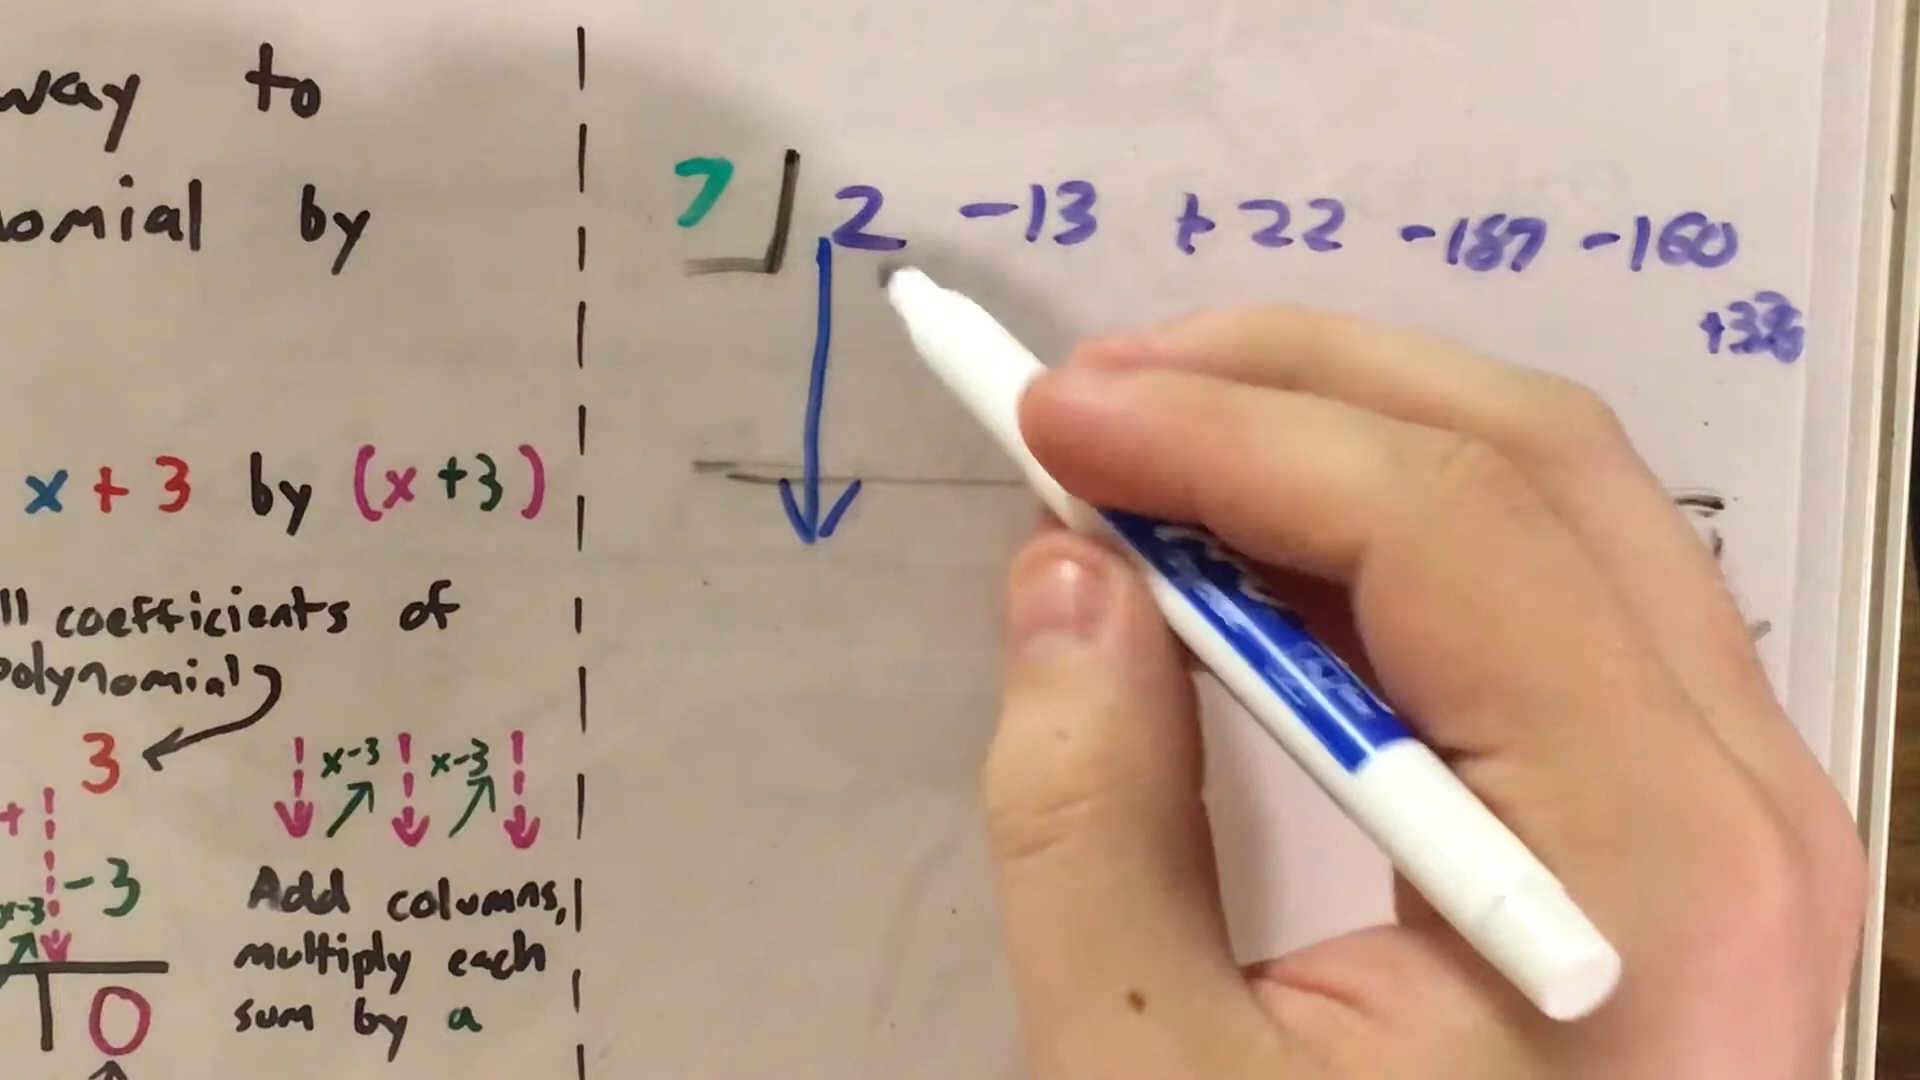 way to
nomial by
x + 3 by (x +3)
ll coefficients of
polynomial
3
x-3 x-3
+
-3
x-3
Add columns,
multiply each
sum by a
0
7 2 -13 +22 -187 -160